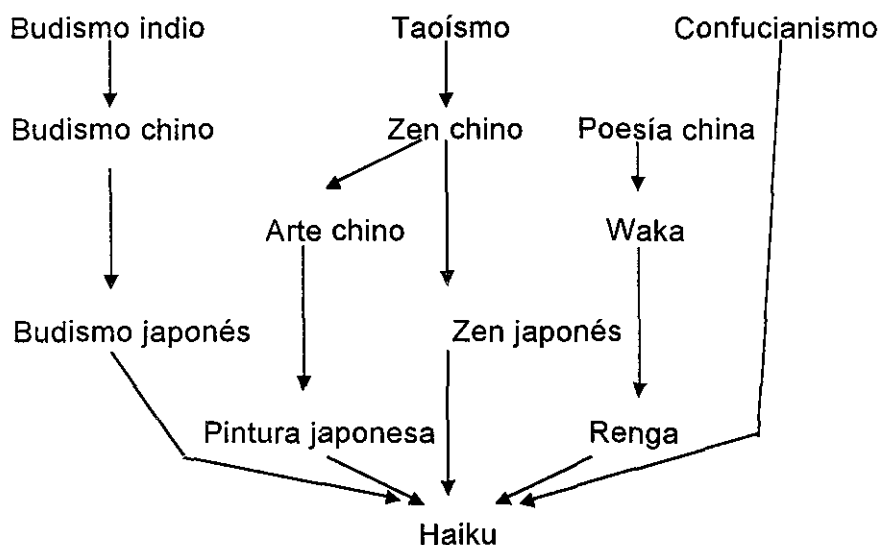 Budismo indio Taoísmo Confucianismo
Budismo chino Zen chino Poesía china
Arte chino Waka
Budismo japonés Zen japonés
Pintura japonesa Renga
Haiku